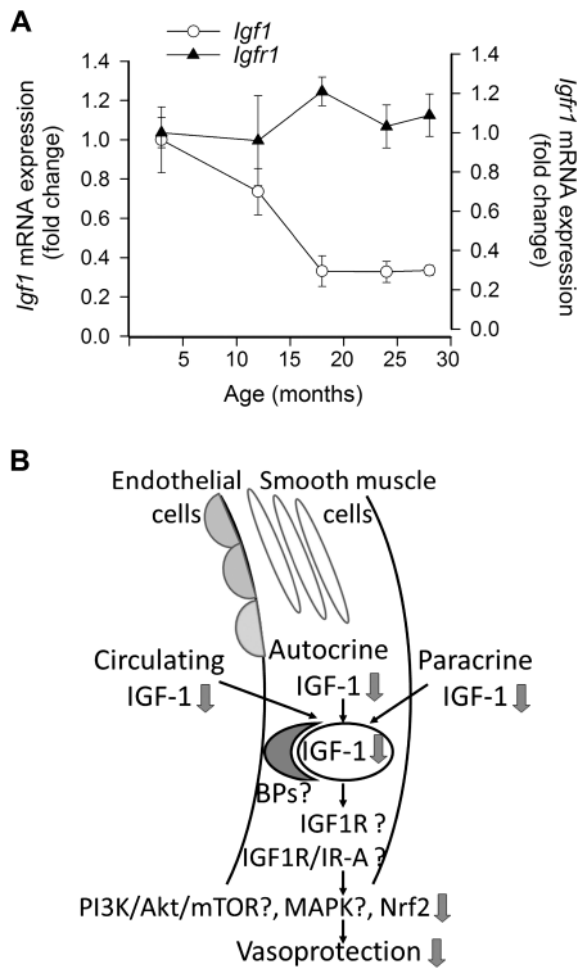 A
Igf1
Igfr1
1.4
1.2
1.0
0.8
0.6
0.4
0.2
0.0
Igf1 mRNA expression
(fold change)
1.4
1.2
1.0
0.8
0.6
0.4
0.2
0.0
Igfr1 mRNA expression
(fold change)
5 10 15 20 25 30
Age (months)
B
Endothelial
cells
Smooth muscle
cells
Circulating
IGF-1
Autocrine
IGF-1
Paracrine
IGF-1
IGF-1
BPs?
IGF1R ?
IGF1R/IR-A ?
PI3K/Akt/mTOR?, MAPK?, Nrf2
Vasoprotection